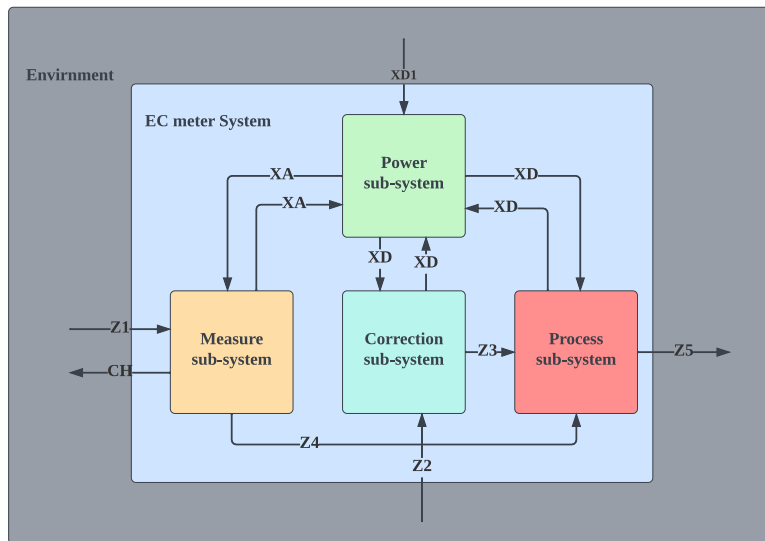 XD1
Envirnment
EC meter System
Power
sub-system
XA
XD
XA
XD
XD
XD
Z1
Measure
sub-system
Correction
sub-system
Process
sub-system
Z3
Z5
CH
Z4
Z2